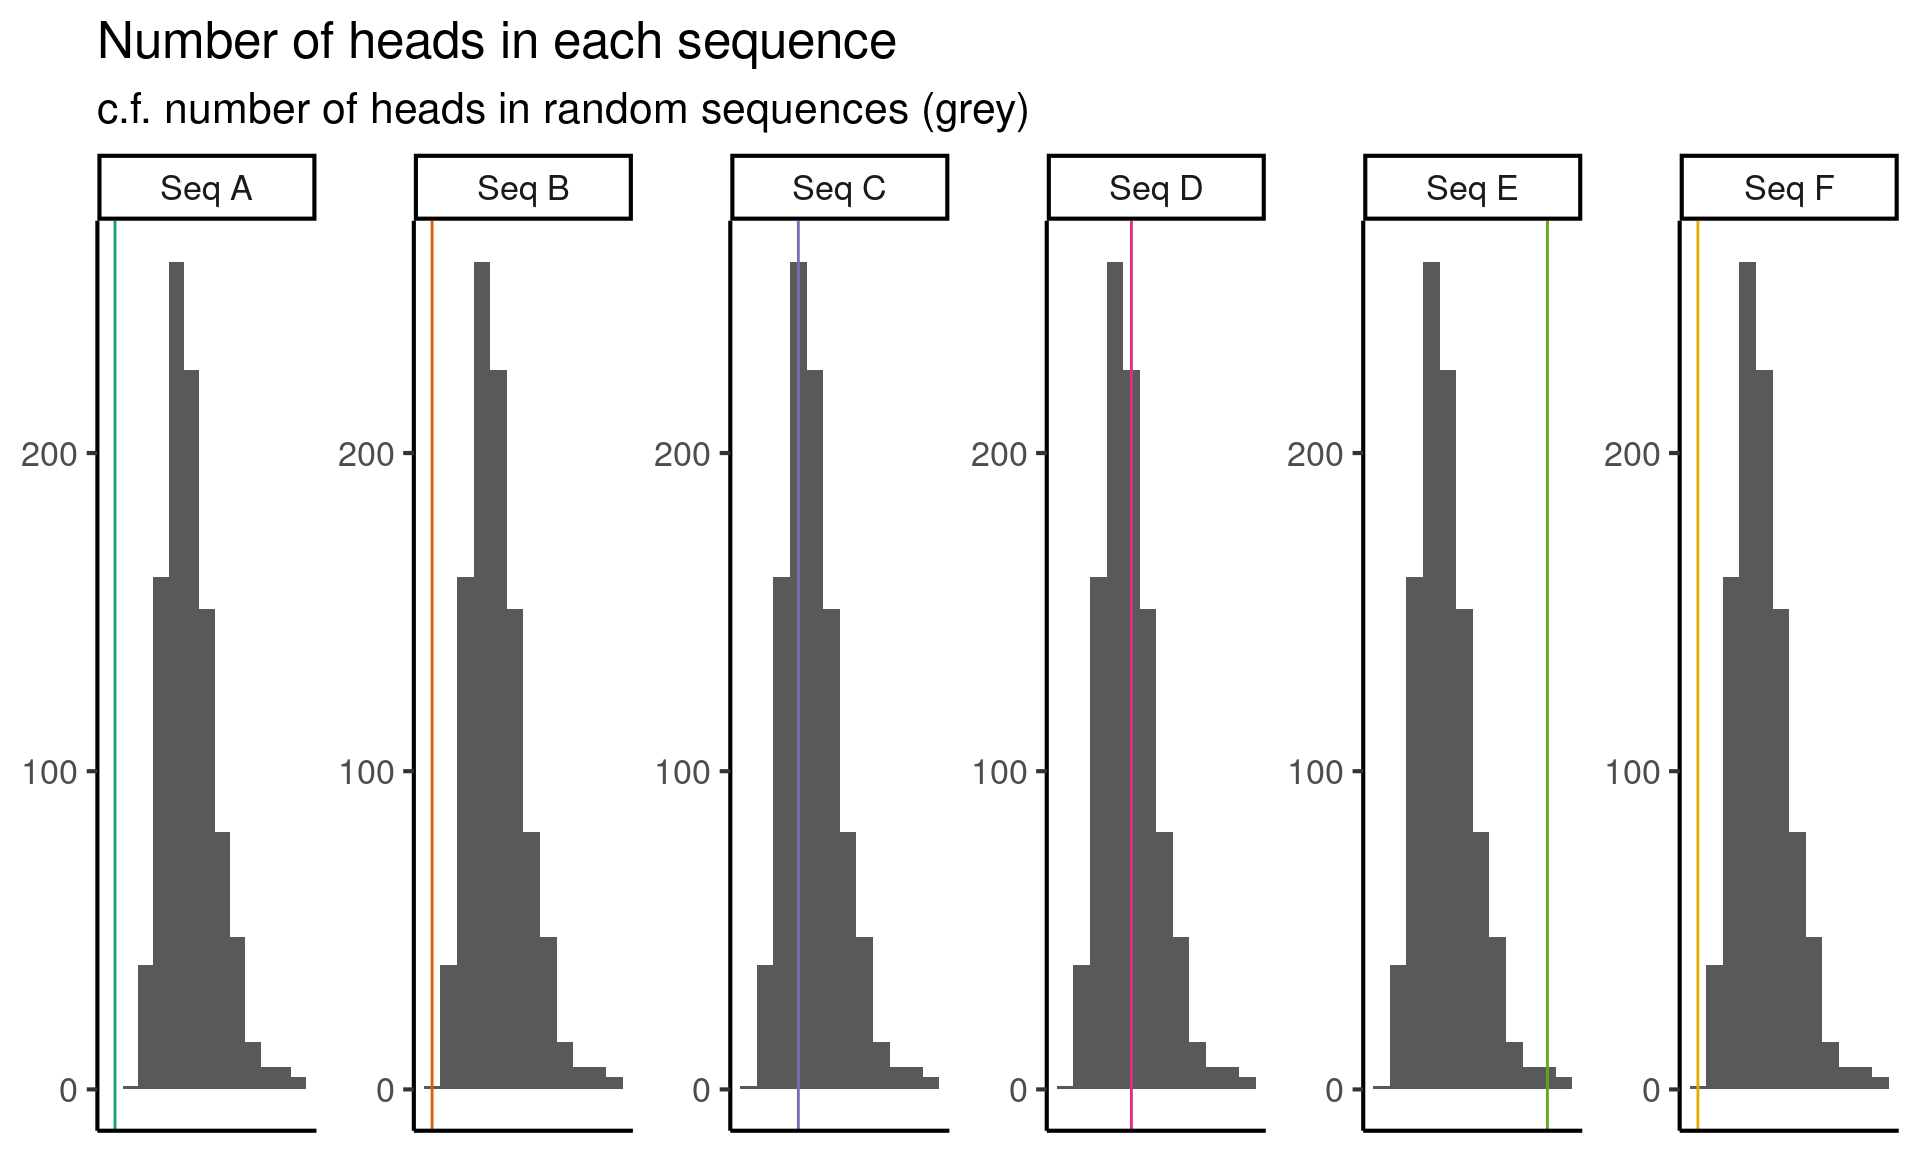 Number of heads in each sequence
c.f. number of heads in random sequences (grey)
Seq A Seq B Seq C Seq D Seq E Seq F
200 200 200 200 200 200
100 100 100 100 100 100
0 0 0 0 0 0